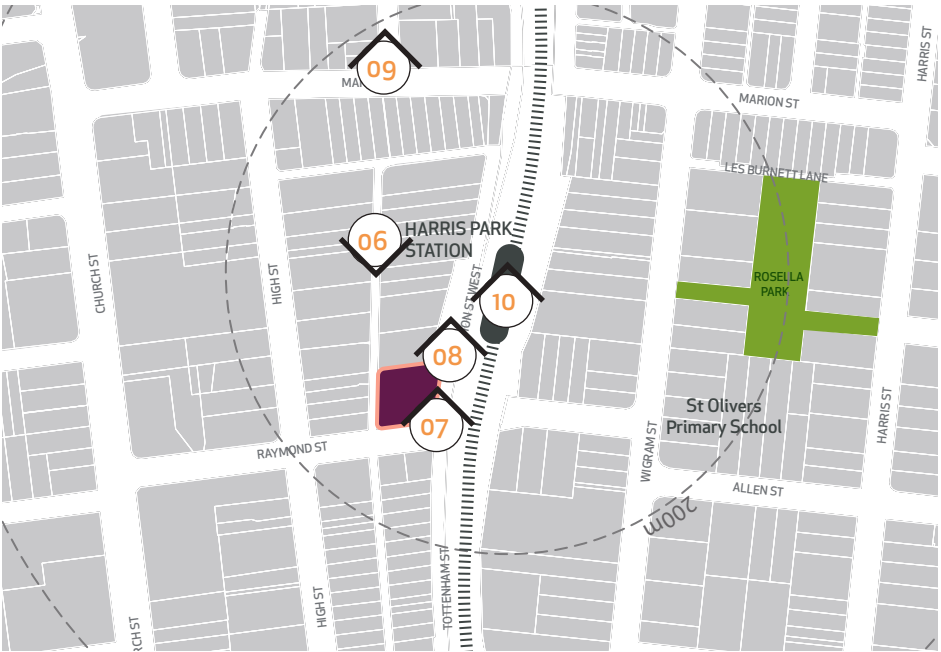 HARRIS ST
09
MARION ST
LES BURNETT LANE
06
HARRIS PARK
STATION
CHURCH ST
HIGH ST
ROSELLA
PARK
10
08
07
St Olivers
Primary School
HARRIS ST
RAYMOND ST
WIGRAM ST
ALLEN ST
200m
TOTTENHAM ST
HIGH ST